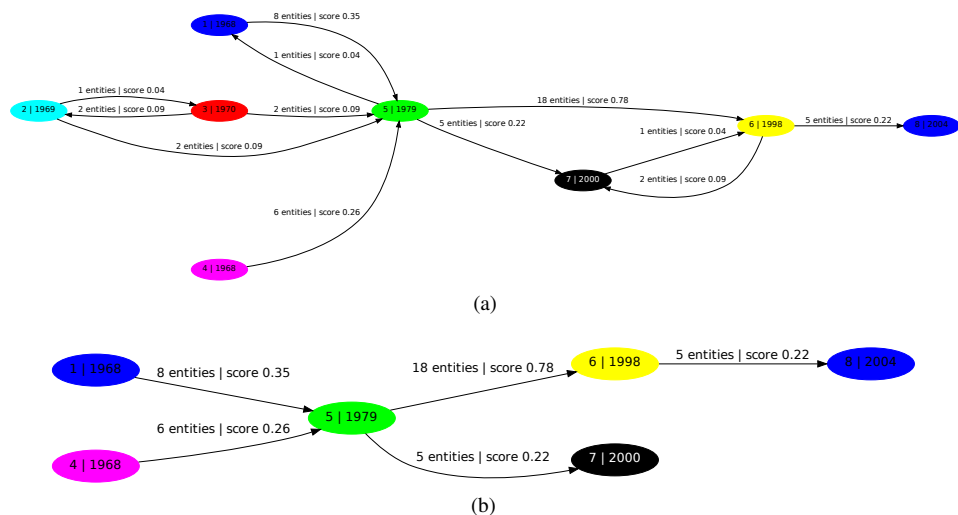 8 entities | score 0.35
1 | 1968
1 entities | score 0.04
1 entities | score 0.04
2 | 1969
2 entities | score 0.09
3 | 1970
2 entities | score 0.09
5 | 1979
18 entities | score 0.78
5 entities | score 0.22
1 entities | score 0.04
6 | 1998
5 entities | score 0.22
8 | 2004
2 entities | score 0.09
7 | 2000
2 entities | score 0.09
6 entities | score 0.26
4 | 1968
(a)
1 | 1968
8 entities | score 0.35
6 entities | score 0.26
4 | 1968
5 | 1979
18 entities | score 0.78
6 | 1998
5 entities | score 0.22
8 | 2004
5 entities | score 0.22
7 | 2000
(b)